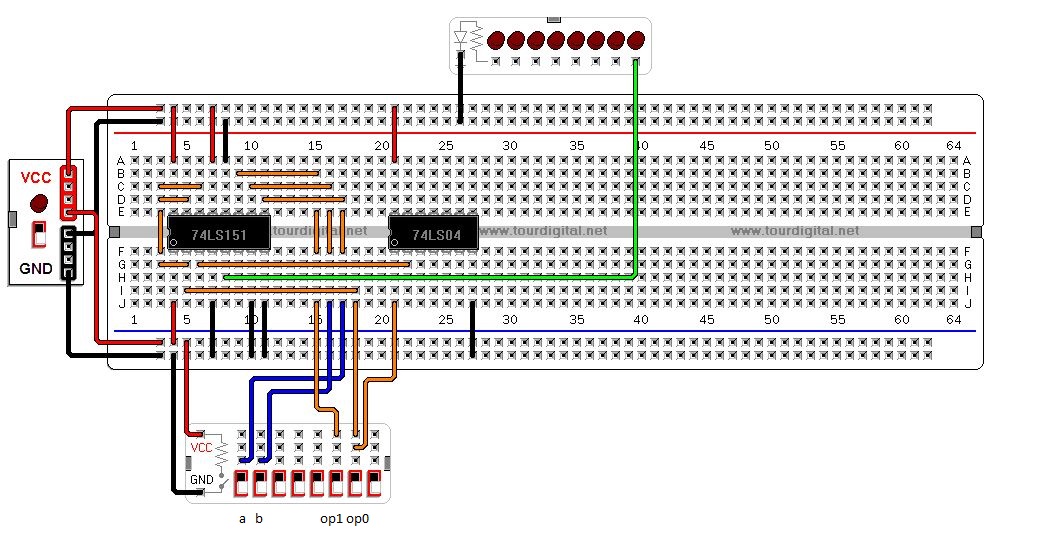 1 5 10 15 20 25 30 35 40 45 50 55 60 64
A A
B B
C C
D D
E E
VCC
GND
74LS151
tourdigital.net
74LS04
www.tourdigital.net
www.tourdigital.net
F F
G G
H H
I I
J J
1 5 10 15 20 25 30 35 40 45 50 55 60 64
VCC
GND
a b op1 op0